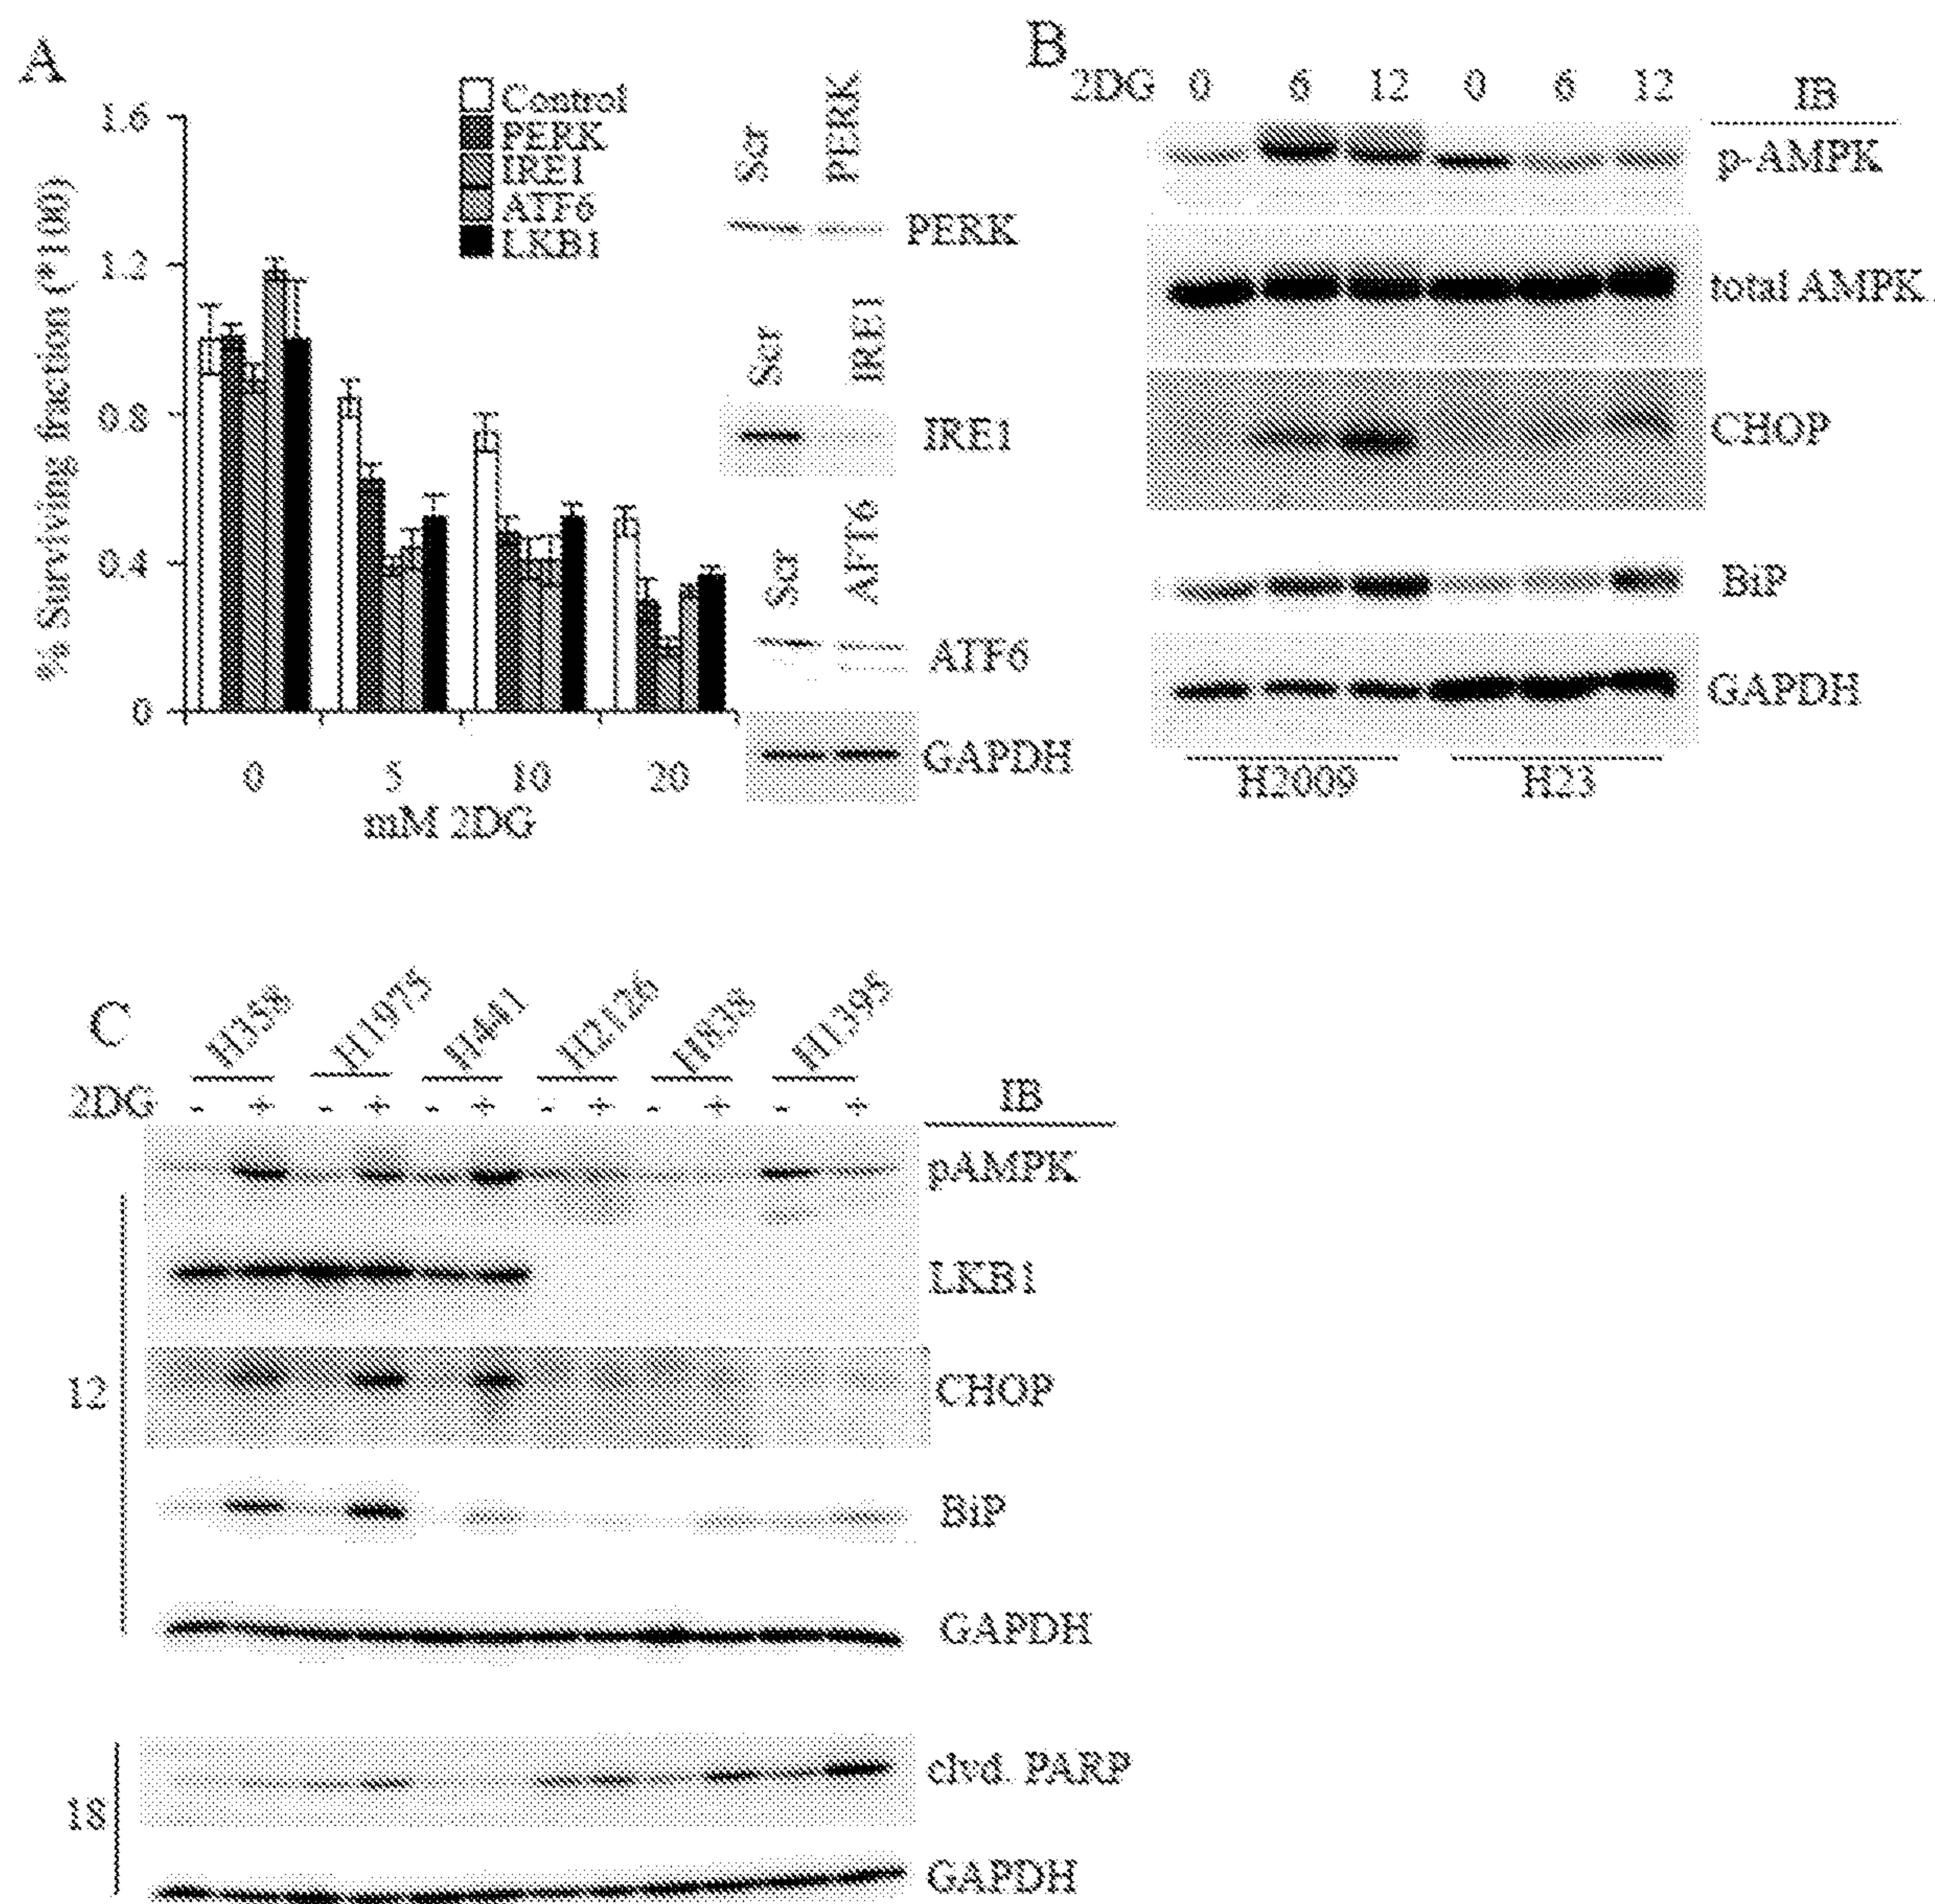 A
1.6
1.2
0.8
0.4
0
% Surviving fraction (*100)
Control
PERK
IRE1
ATF6
LKB1
0 5 10 20
mM 2DG
Scr PERK
PERK
Scr IRE1
IRE1
Scr AFT6
ATF6
GAPDH
B
2DG 0 6 12 0 6 12 IB
p-AMPK
total AMPK
CHOP
BiP
GAPDH
H2009 H23
C
H358 H1975 H441 H2126 H838 H1395
2DG - + - + - + - + - + - + IB
pAMPK
LKB1
12 CHOP
BiP
GAPDH
clvd. PARP
18
GAPDH